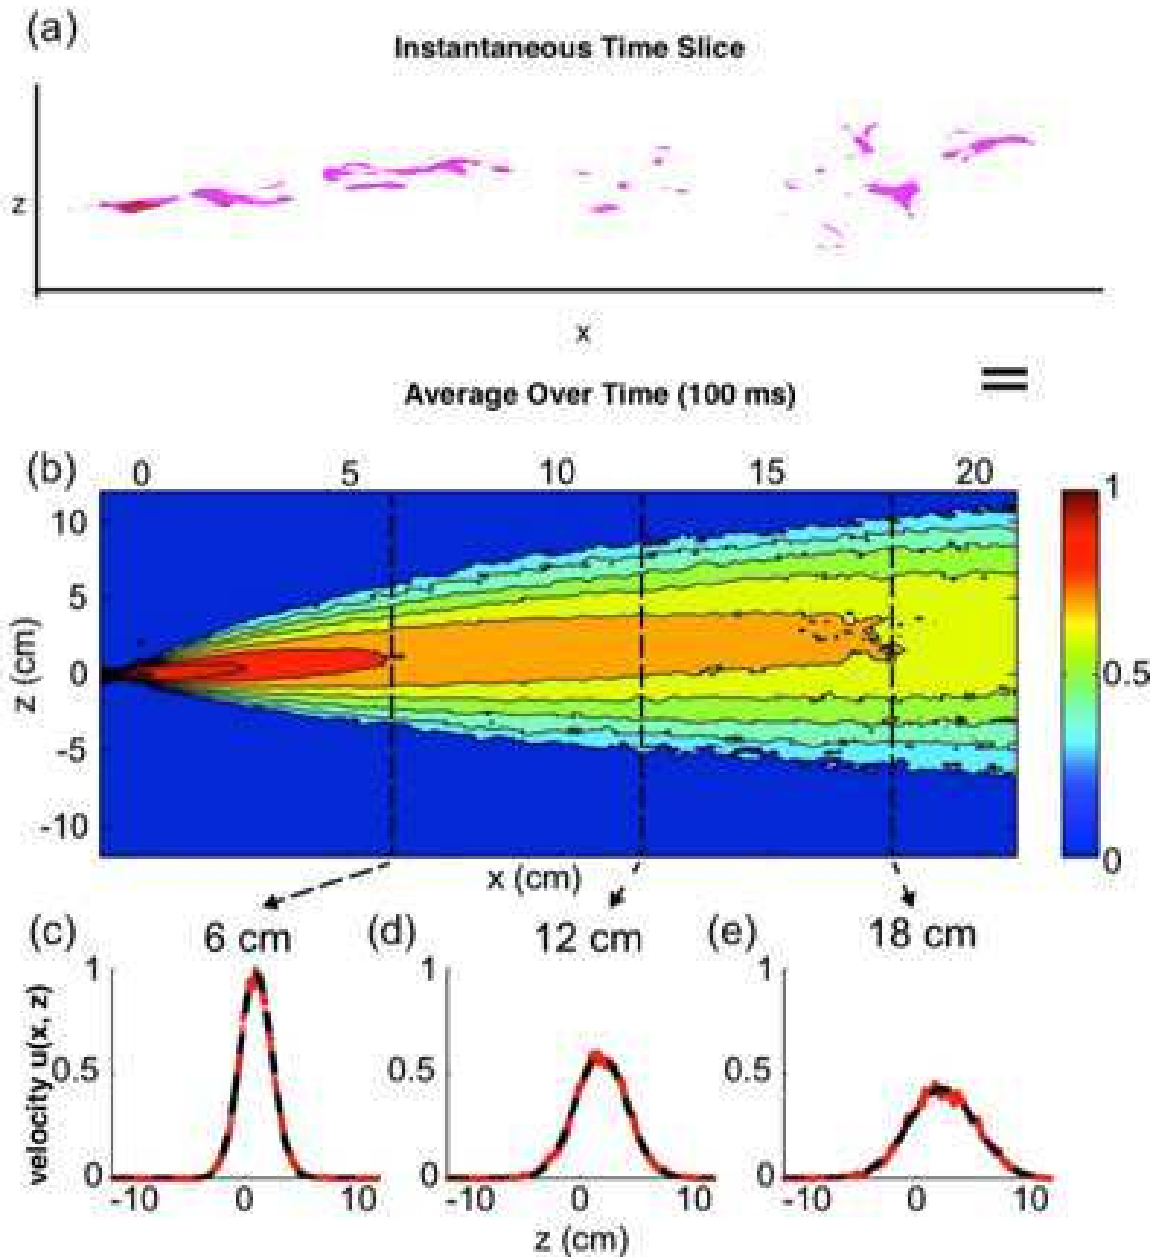 (a)
Instantaneous Time Slice
z
x
=
Average Over Time (100 ms)
(b)
0 5 10 15 20
10
5
0
-5
-10
z (cm)
x (cm)
1
0.5
0
(c) 6 cm (d) 12 cm (e) 18 cm
velocity u(x, z)
1
0.5
0
-10 0 10
1
0.5
0
-10 0 10
1
0.5
0
-10 0 10
z (cm)